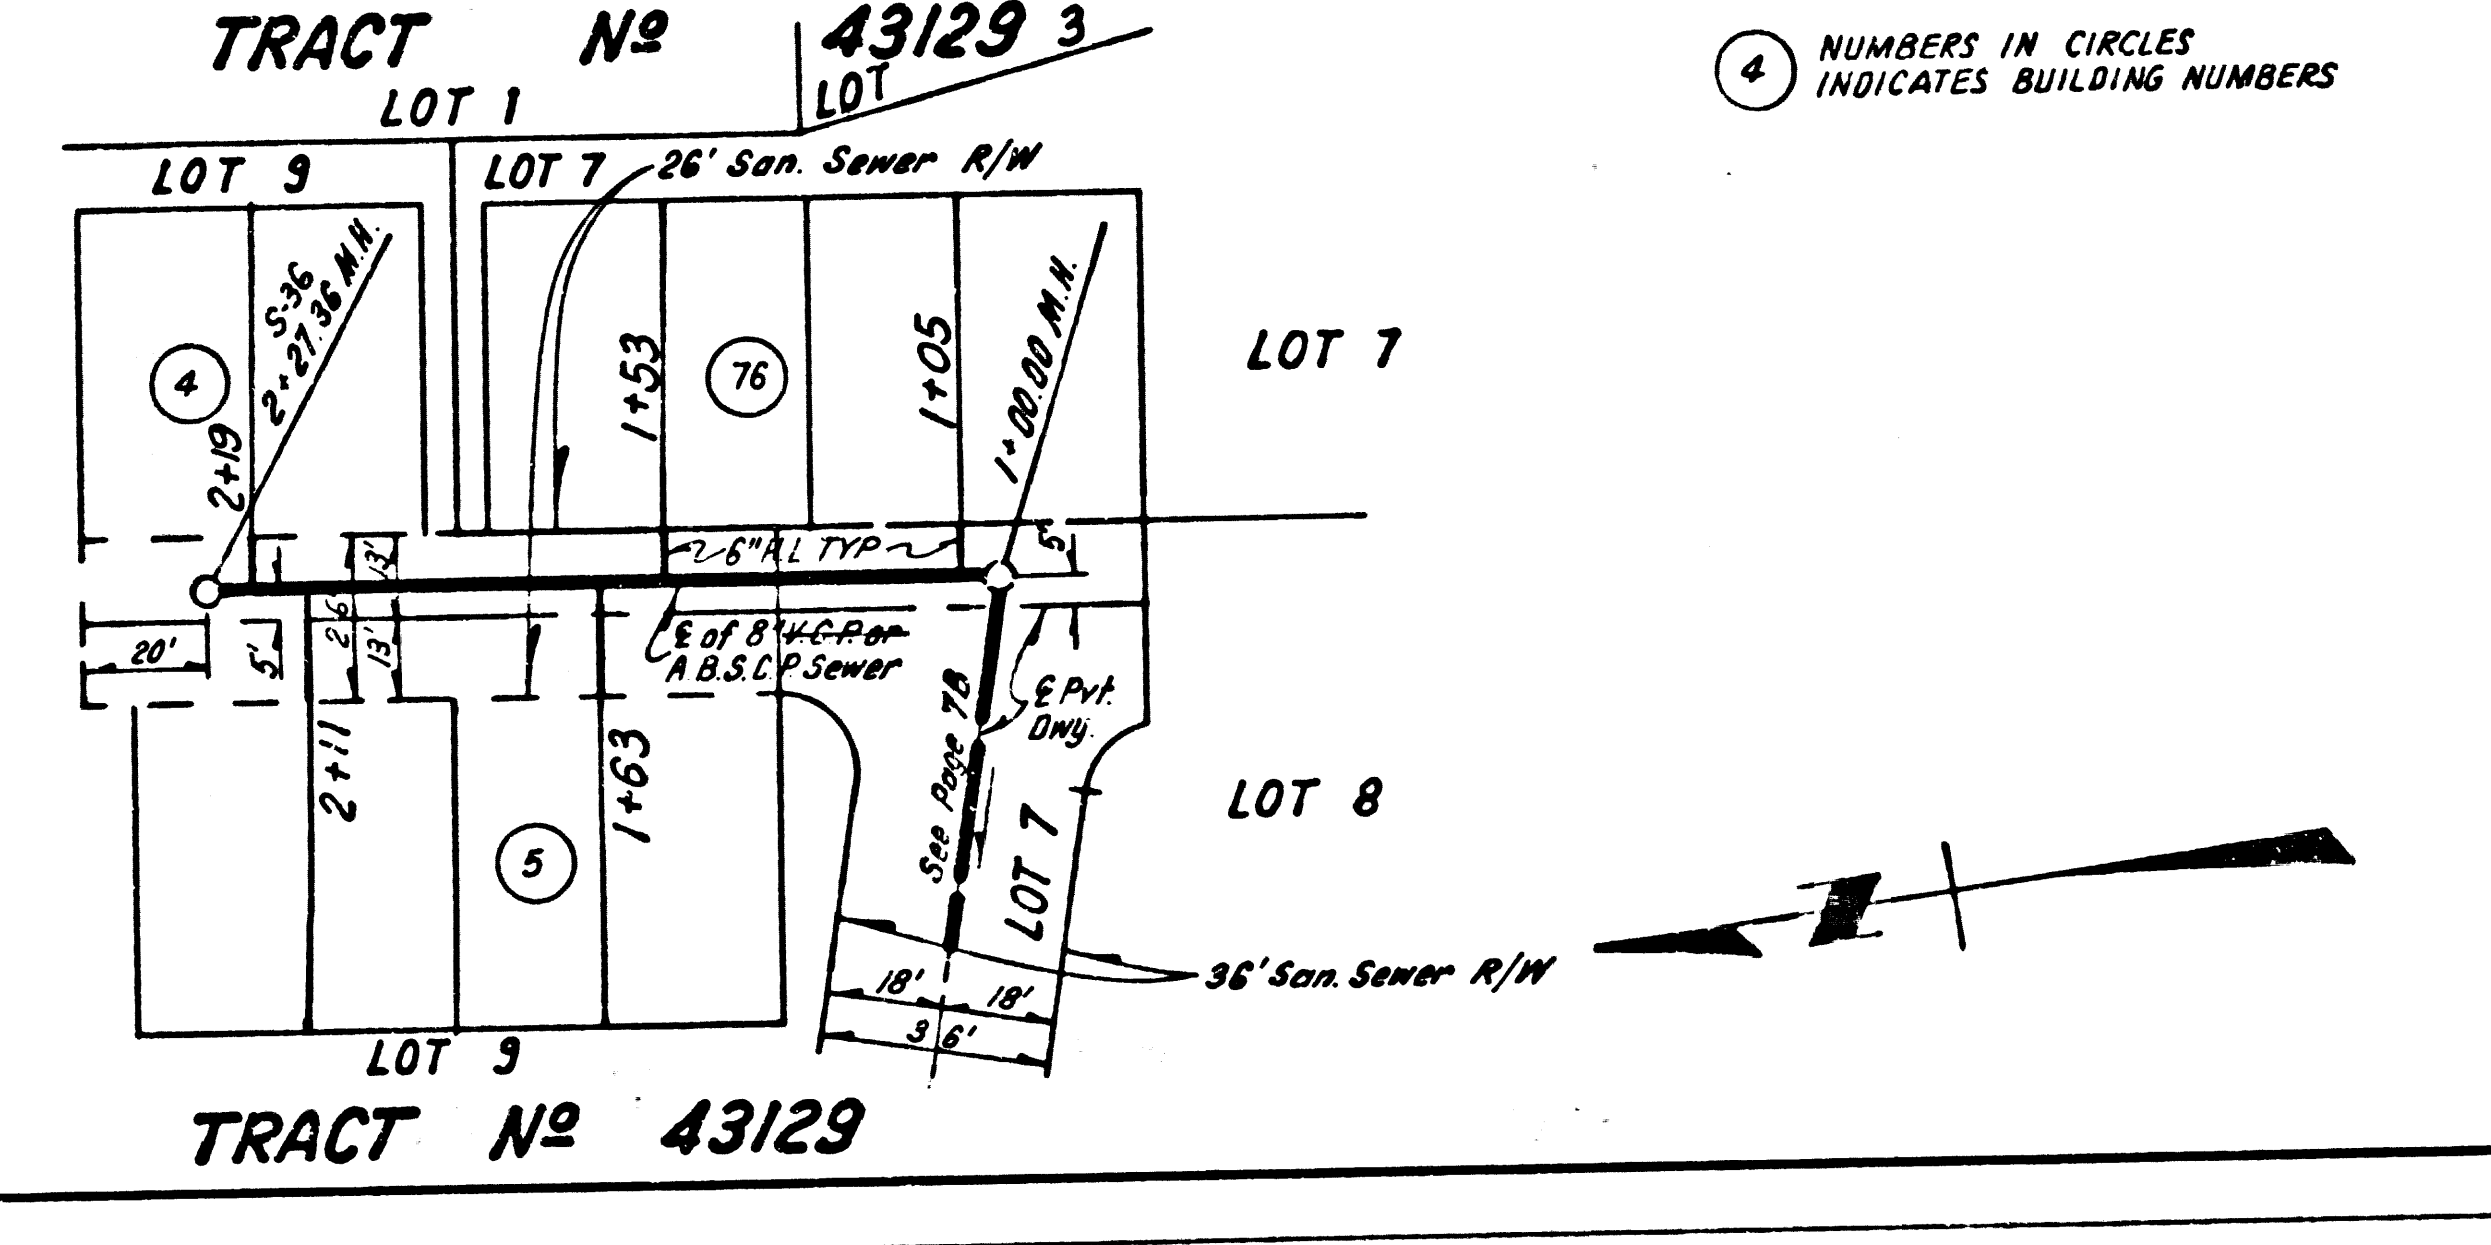 TRACT Nº 43129
LOT 3
LOT 1
4 NUMBERS IN CIRCLES
INDICATES BUILDING NUMBERS
LOT 9
LOT 7
26' San. Sewer R/W
S-36
2+27.36 M.H.
4
2+19
1+53
76
1+05
1+00.00 M.H.
LOT 7
5'
6" H L TYP
13'
26'
13'
20'
5'
℄ of 8" V.C.P. or
A.B.S.C.P. Sewer
℄ Pvt.
Dwy.
See Page 7B
LOT 7
2+11
1+63
5
LOT 8
N
36' San. Sewer R/W
18'
18'
36'
LOT 9
TRACT Nº 43129